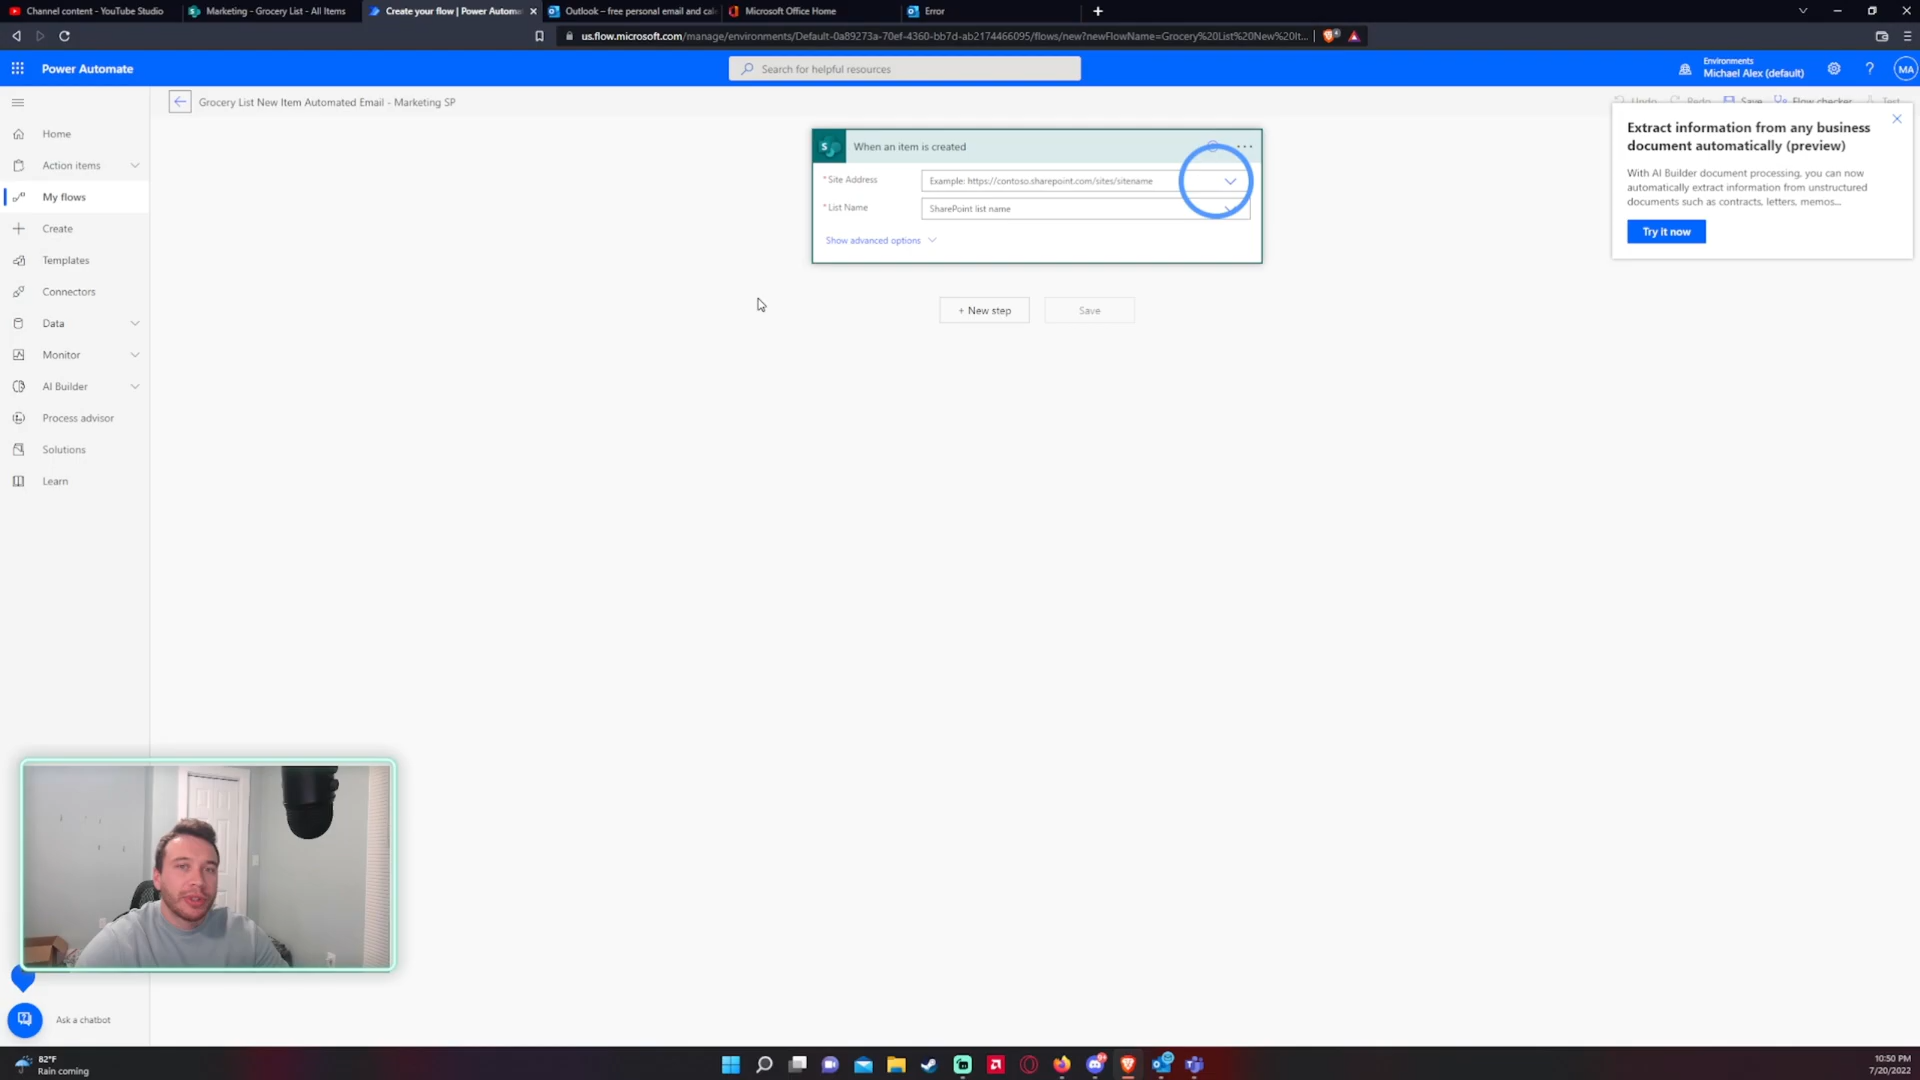 Channel content - YouTube Studio
Marketing - Grocery List - All Items
Create your flow | Power Automa
Outlook – free personal email and cal
Microsoft Office Home
Error
us.flow.microsoft.com/manage/environments/Default-0a89273a-70ef-4360-bb7d-ab2174466095/flows/new?newFlowName=Grocery%20List%20New%20It...
Power Automate
Search for helpful resources
Environments
Michael Alex (default)
MA
Grocery List New Item Automated Email - Marketing SP
Undo
Redo
Save
Flow checker
Test
Home
Action items
My flows
Create
Templates
Connectors
Data
Monitor
AI Builder
Process advisor
Solutions
Learn
When an item is created
* Site Address
Example: https://contoso.sharepoint.com/sites/sitename
* List Name
SharePoint list name
Show advanced options
+ New step
Save
Extract information from any business
document automatically (preview)
With AI Builder document processing, you can now
automatically extract information from unstructured
documents such as contracts, letters, memos...
Try it now
Ask a chatbot
82°F
Rain coming
10:50 PM
7/20/2022